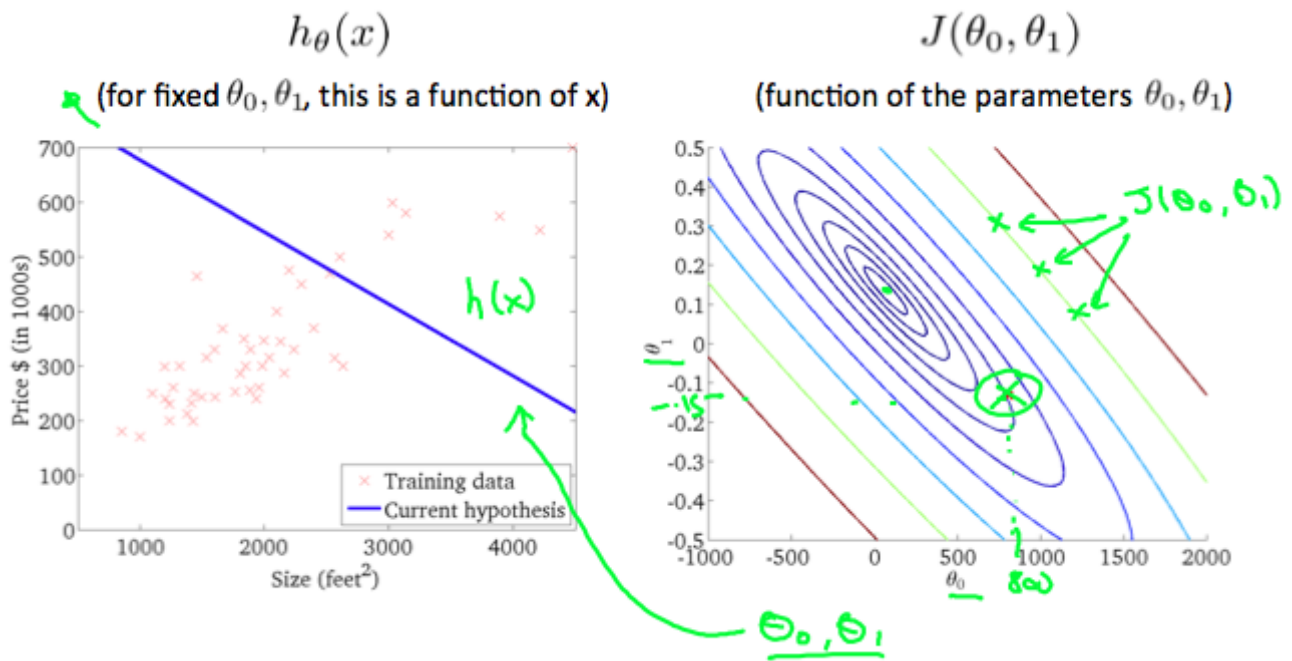 h_θ(x)
(for fixed θ₀, θ₁, this is a function of x)
700
600
500
400
300
200
100
0
Price $ (in 1000s)
1000
2000
3000
4000
Size (feet²)
h(x)
Training data
Current hypothesis
θ₀, θ₁
J(θ₀, θ₁)
(function of the parameters θ₀, θ₁)
0.5
0.4
0.3
0.2
0.1
0
-0.1
-0.2
-0.3
-0.4
-0.5
θ₁
-.15
-1000
-500
0
500
1000
1500
2000
θ₀
800
J(θ₀, θ₁)